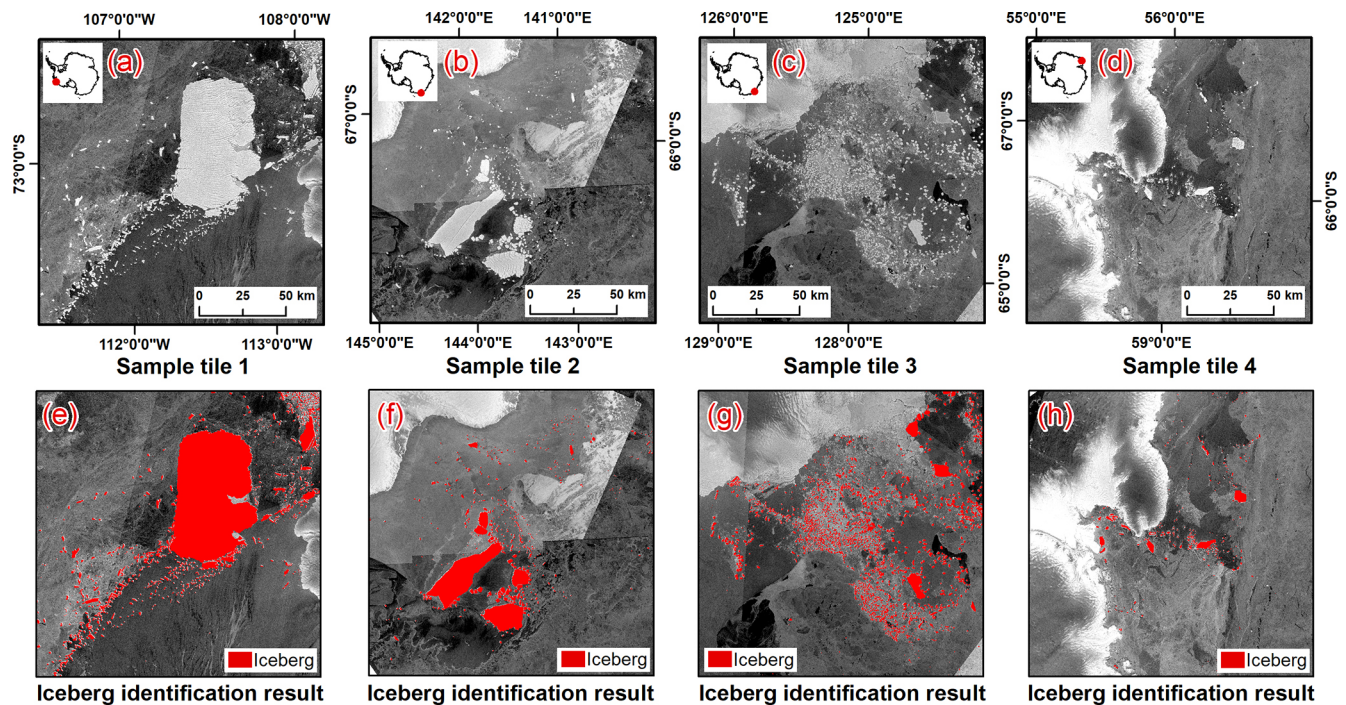 107°0'0"W 108°0'0"W
142°0'0"E 141°0'0"E
126°0'0"E 125°0'0"E
55°0'0"E 56°0'0"E
(a)
(b)
(c)
(d)
73°0'0"S
67°0'0"S
66°0'0"S
67°0'0"S
66°0'0"S
65°0'0"S
0 25 50 km
0 25 50 km
0 25 50 km
0 25 50 km
112°0'0"W 113°0'0"W
145°0'0"E 144°0'0"E 143°0'0"E
129°0'0"E 128°0'0"E
59°0'0"E
Sample tile 1
Sample tile 2
Sample tile 3
Sample tile 4
(e)
(f)
(g)
(h)
Iceberg
Iceberg
Iceberg
Iceberg
Iceberg identification result
Iceberg identification result
Iceberg identification result
Iceberg identification result